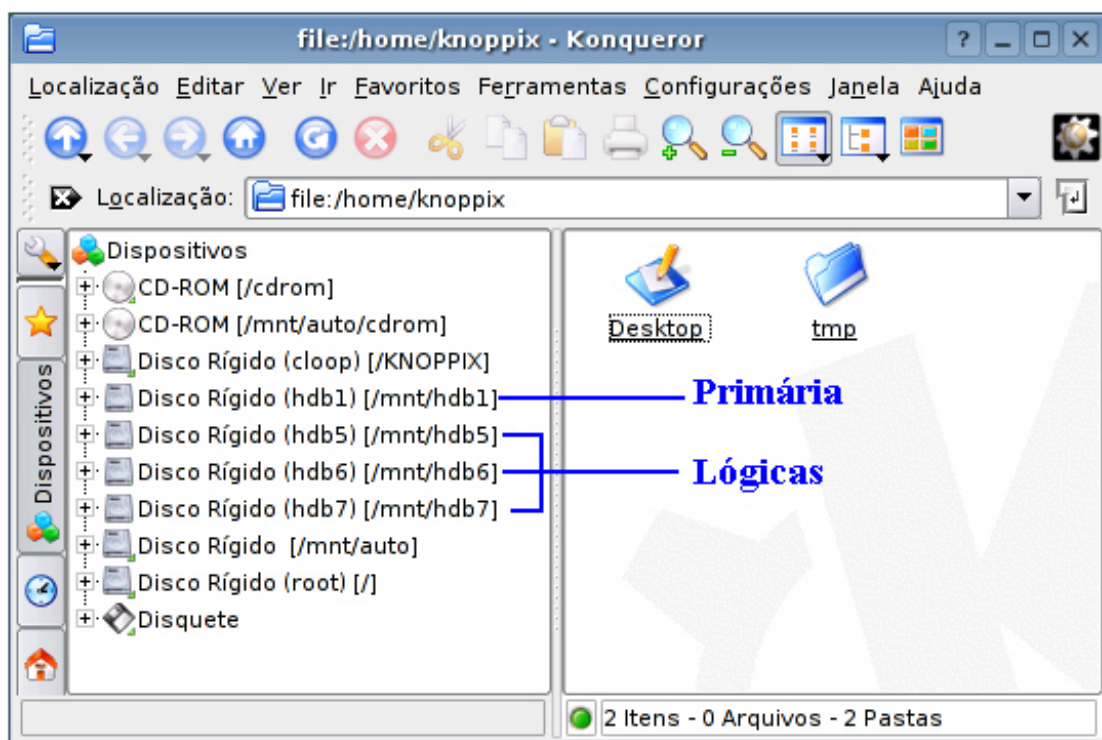 file:/home/knoppix - Konqueror
Localização Editar Ver Ir Favoritos Ferramentas Configurações Janela Ajuda
Localização: file:/home/knoppix
Dispositivos
Dispositivos
CD-ROM [/cdrom]
CD-ROM [/mnt/auto/cdrom]
Disco Rígido (cloop) [/KNOPPIX]
Disco Rígido (hdb1) [/mnt/hdb1]
Disco Rígido (hdb5) [/mnt/hdb5]
Disco Rígido (hdb6) [/mnt/hdb6]
Disco Rígido (hdb7) [/mnt/hdb7]
Disco Rígido [/mnt/auto]
Disco Rígido (root) [/]
Disquete
Desktop
tmp
Primária
Lógicas
2 Itens - 0 Arquivos - 2 Pastas